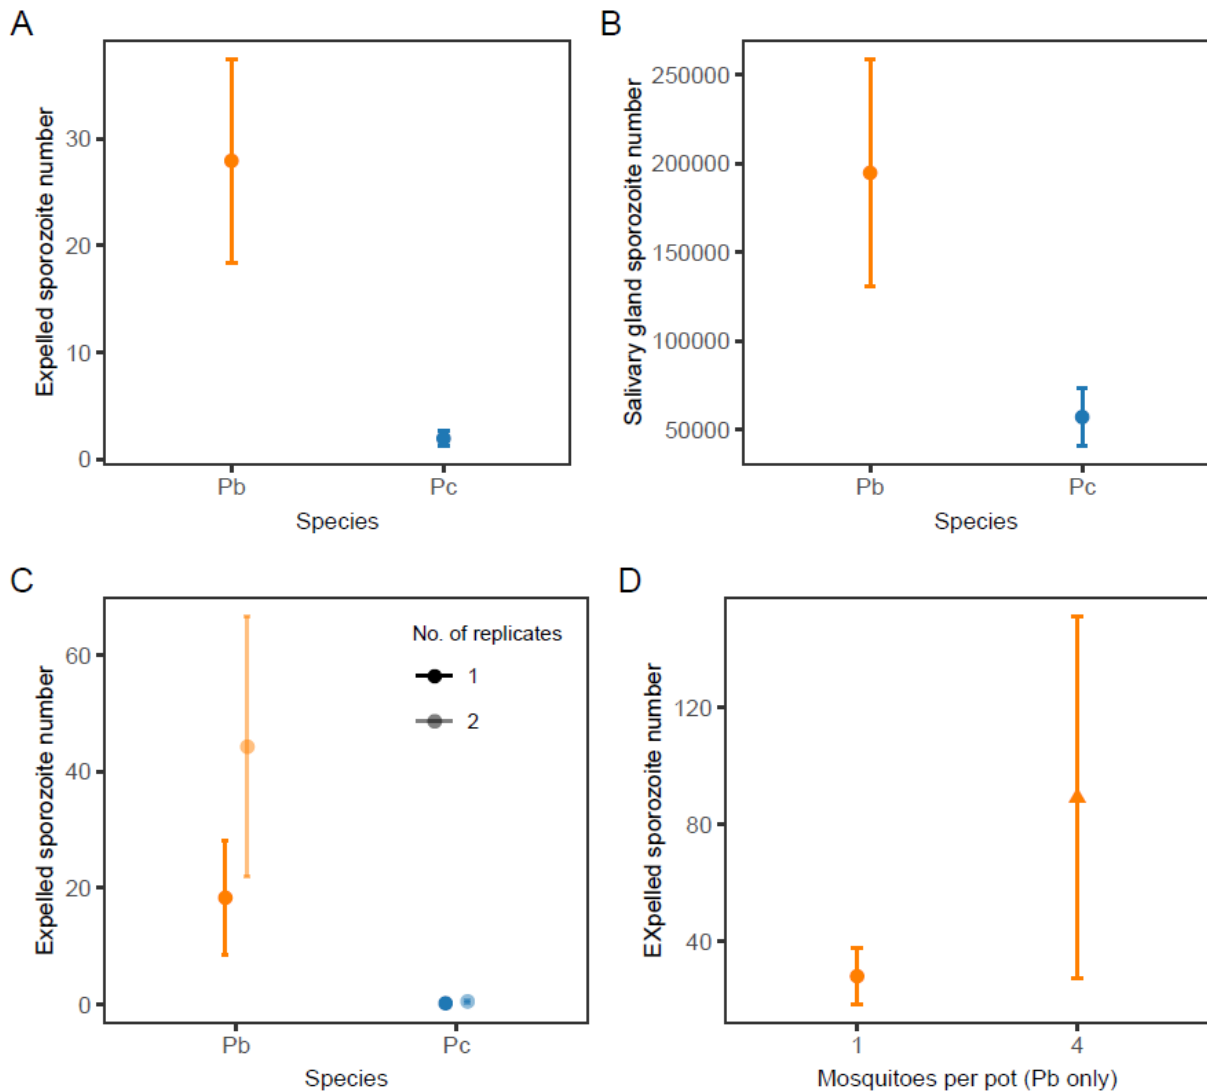 A
Expelled sporozoite number
30
20
10
0
Pb
Pc
Species
B
Salivary gland sporozoite number
250000
200000
150000
100000
50000
Pb
Pc
Species
C
Expelled sporozoite number
60
40
20
0
No. of replicates
1
2
Pb
Pc
Species
D
EXpelled sporozoite number
120
80
40
1
4
Mosquitoes per pot (Pb only)